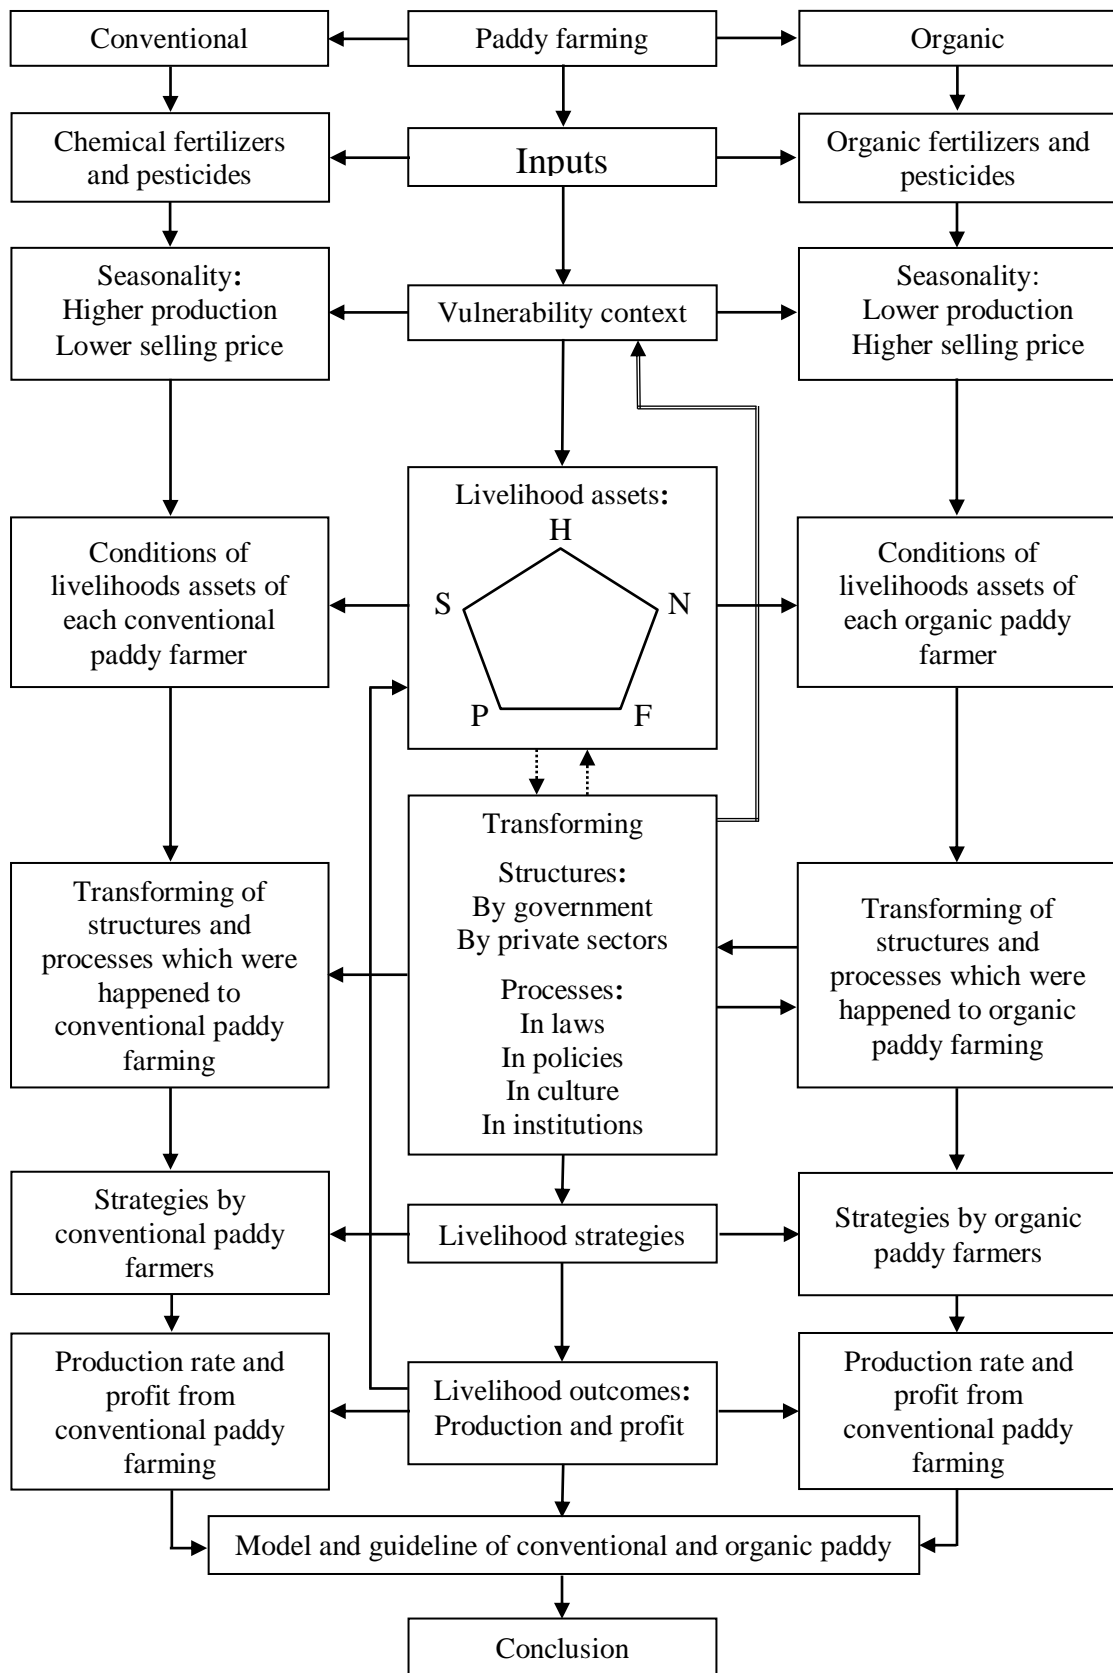 Conventional
Paddy farming
Organic
Chemical fertilizers
and pesticides
Inputs
Organic fertilizers and
pesticides
Seasonality:
Higher production
Lower selling price
Vulnerability context
Seasonality:
Lower production
Higher selling price
Livelihood assets:
H
S
N
P
F
Conditions of
livelihoods assets of
each conventional
paddy farmer
Conditions of
livelihoods assets of
each organic paddy
farmer
Transforming
Structures:
By government
By private sectors
Processes:
In laws
In policies
In culture
In institutions
Transforming of
structures and
processes which were
happened to
conventional paddy
farming
Transforming of
structures and
processes which were
happened to organic
paddy farming
Strategies by
conventional paddy
farmers
Livelihood strategies
Strategies by organic
paddy farmers
Production rate and
profit from
conventional paddy
farming
Livelihood outcomes:
Production and profit
Production rate and
profit from
conventional paddy
farming
Model and guideline of conventional and organic paddy
Conclusion